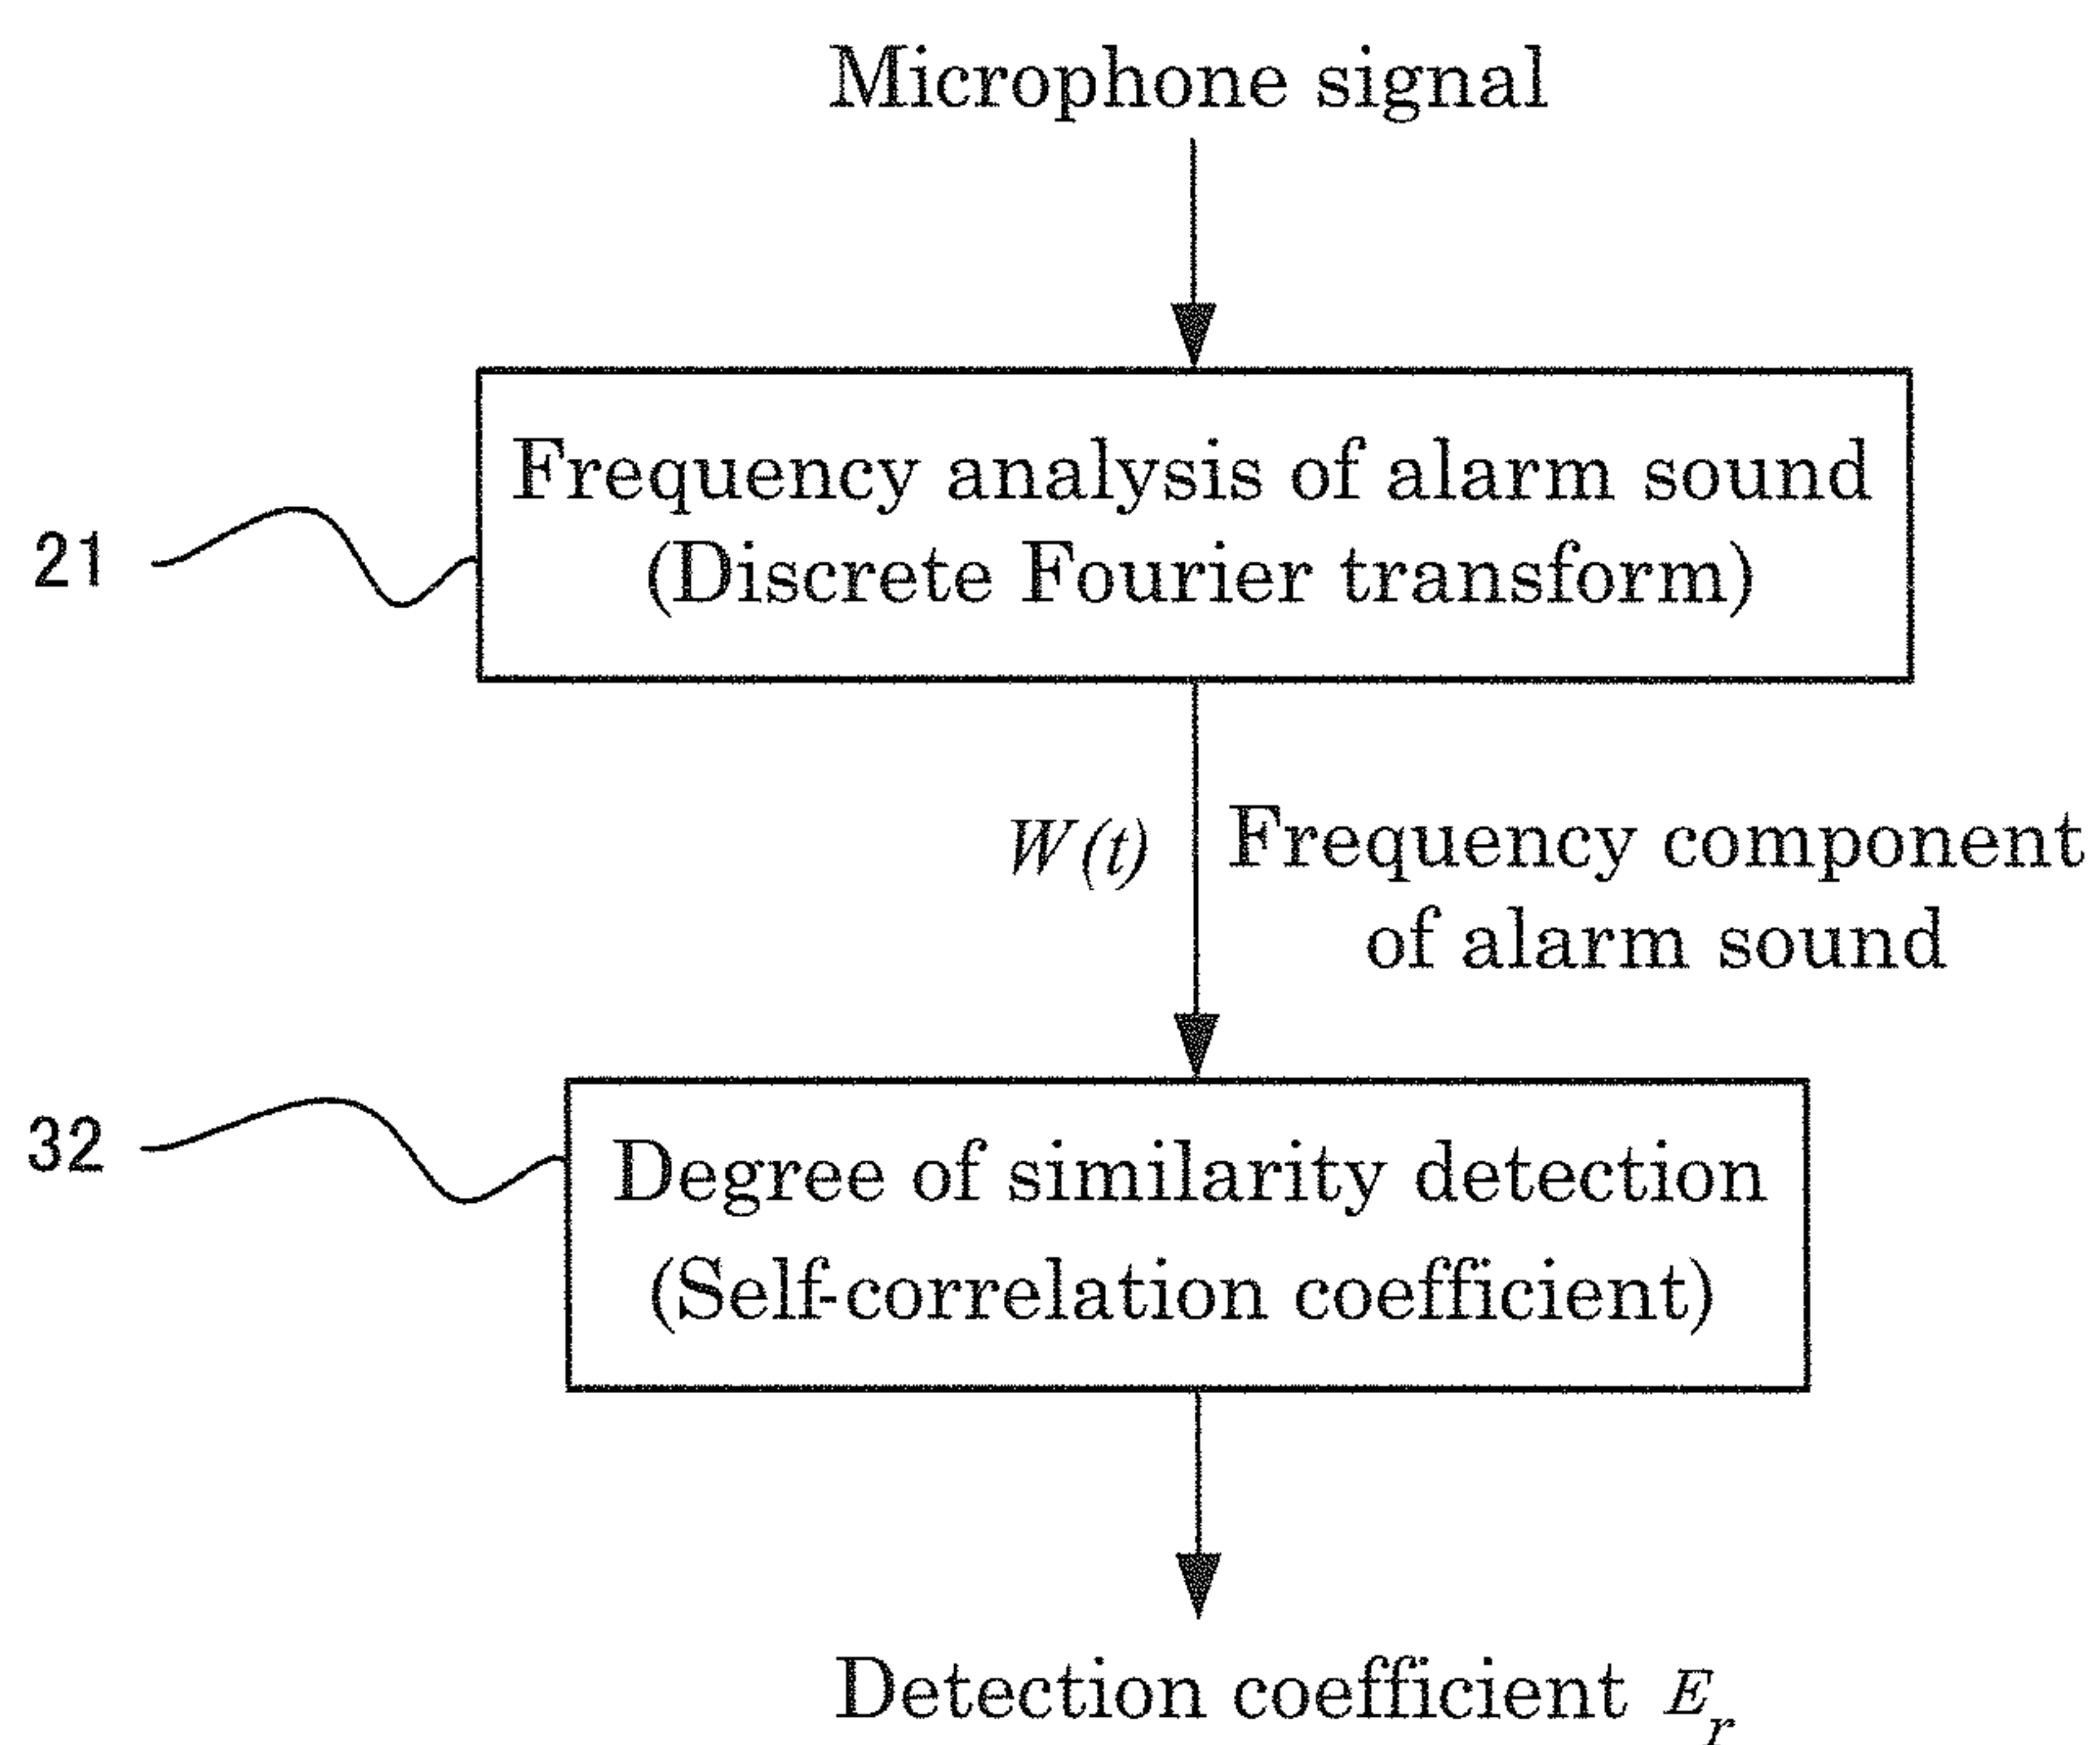 Microphone signal
Frequency analysis of alarm sound
(Discrete Fourier transform)
21
W(t)
Frequency component
of alarm sound
32
Degree of similarity detection
(Self-correlation coefficient)
Detection coefficient E_r